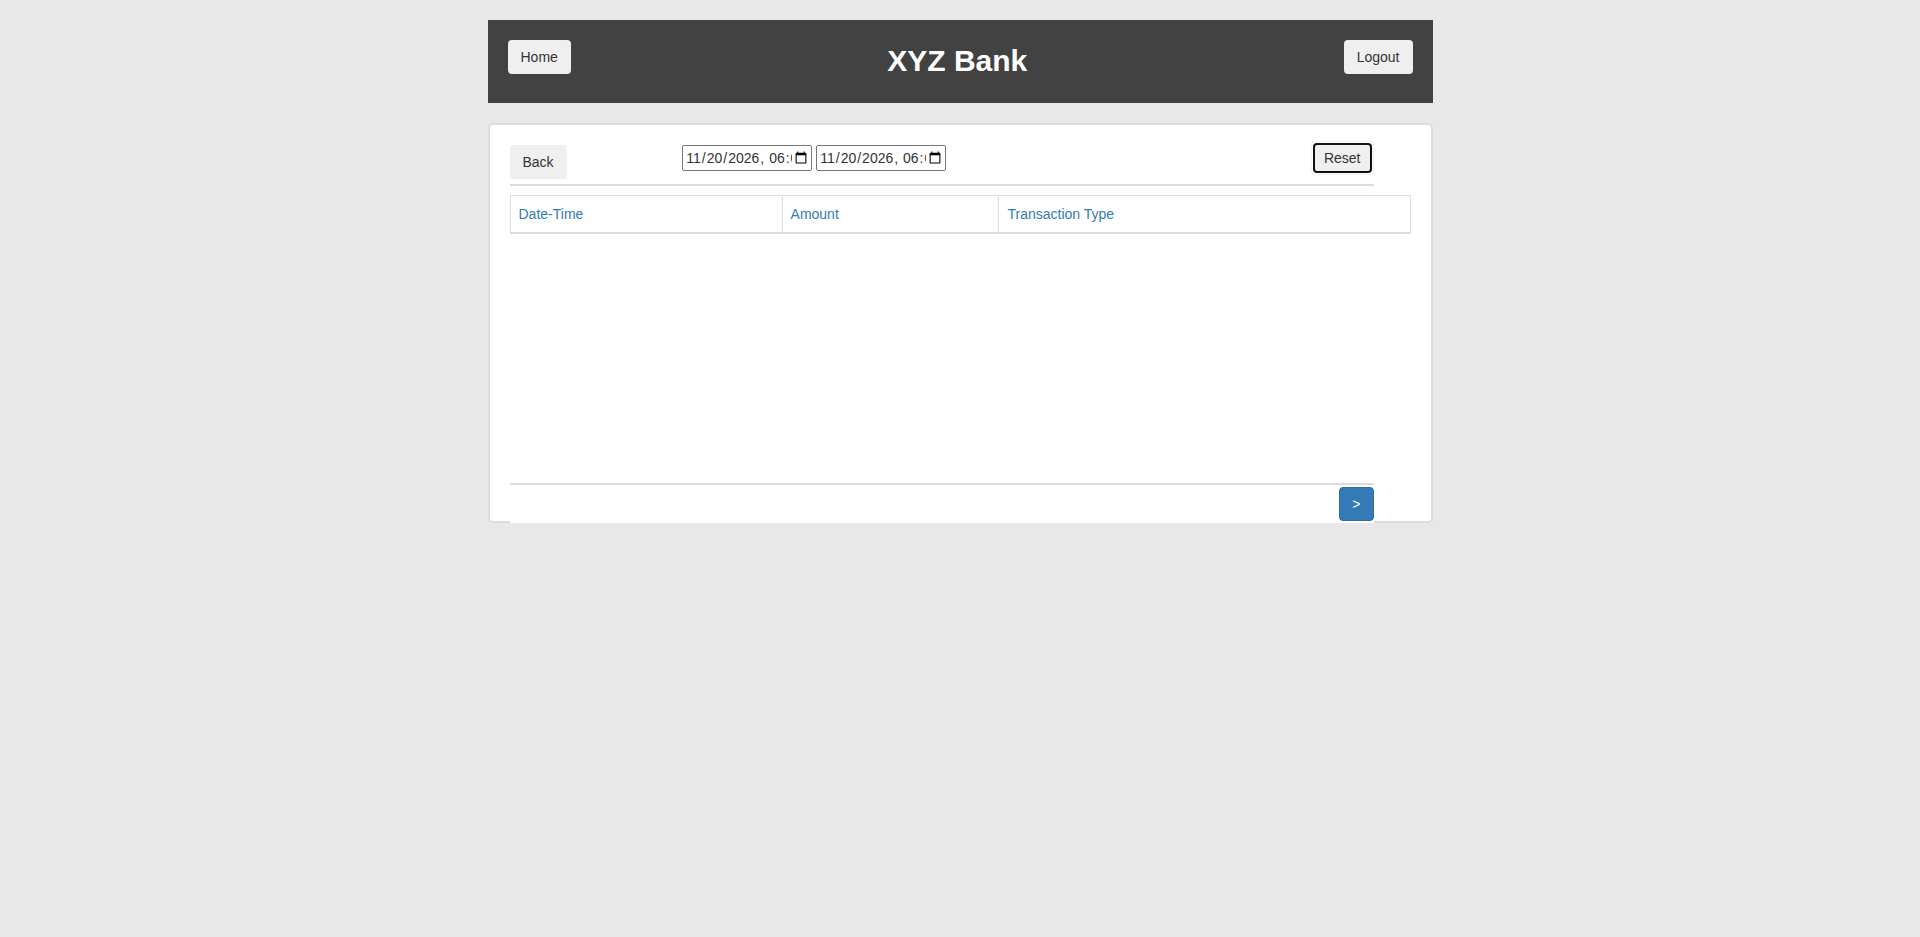 Home
XYZ Bank
Logout
Back
11/20/2026, 06:
11/20/2026, 06:
Reset
Date-Time
Amount
Transaction Type
>